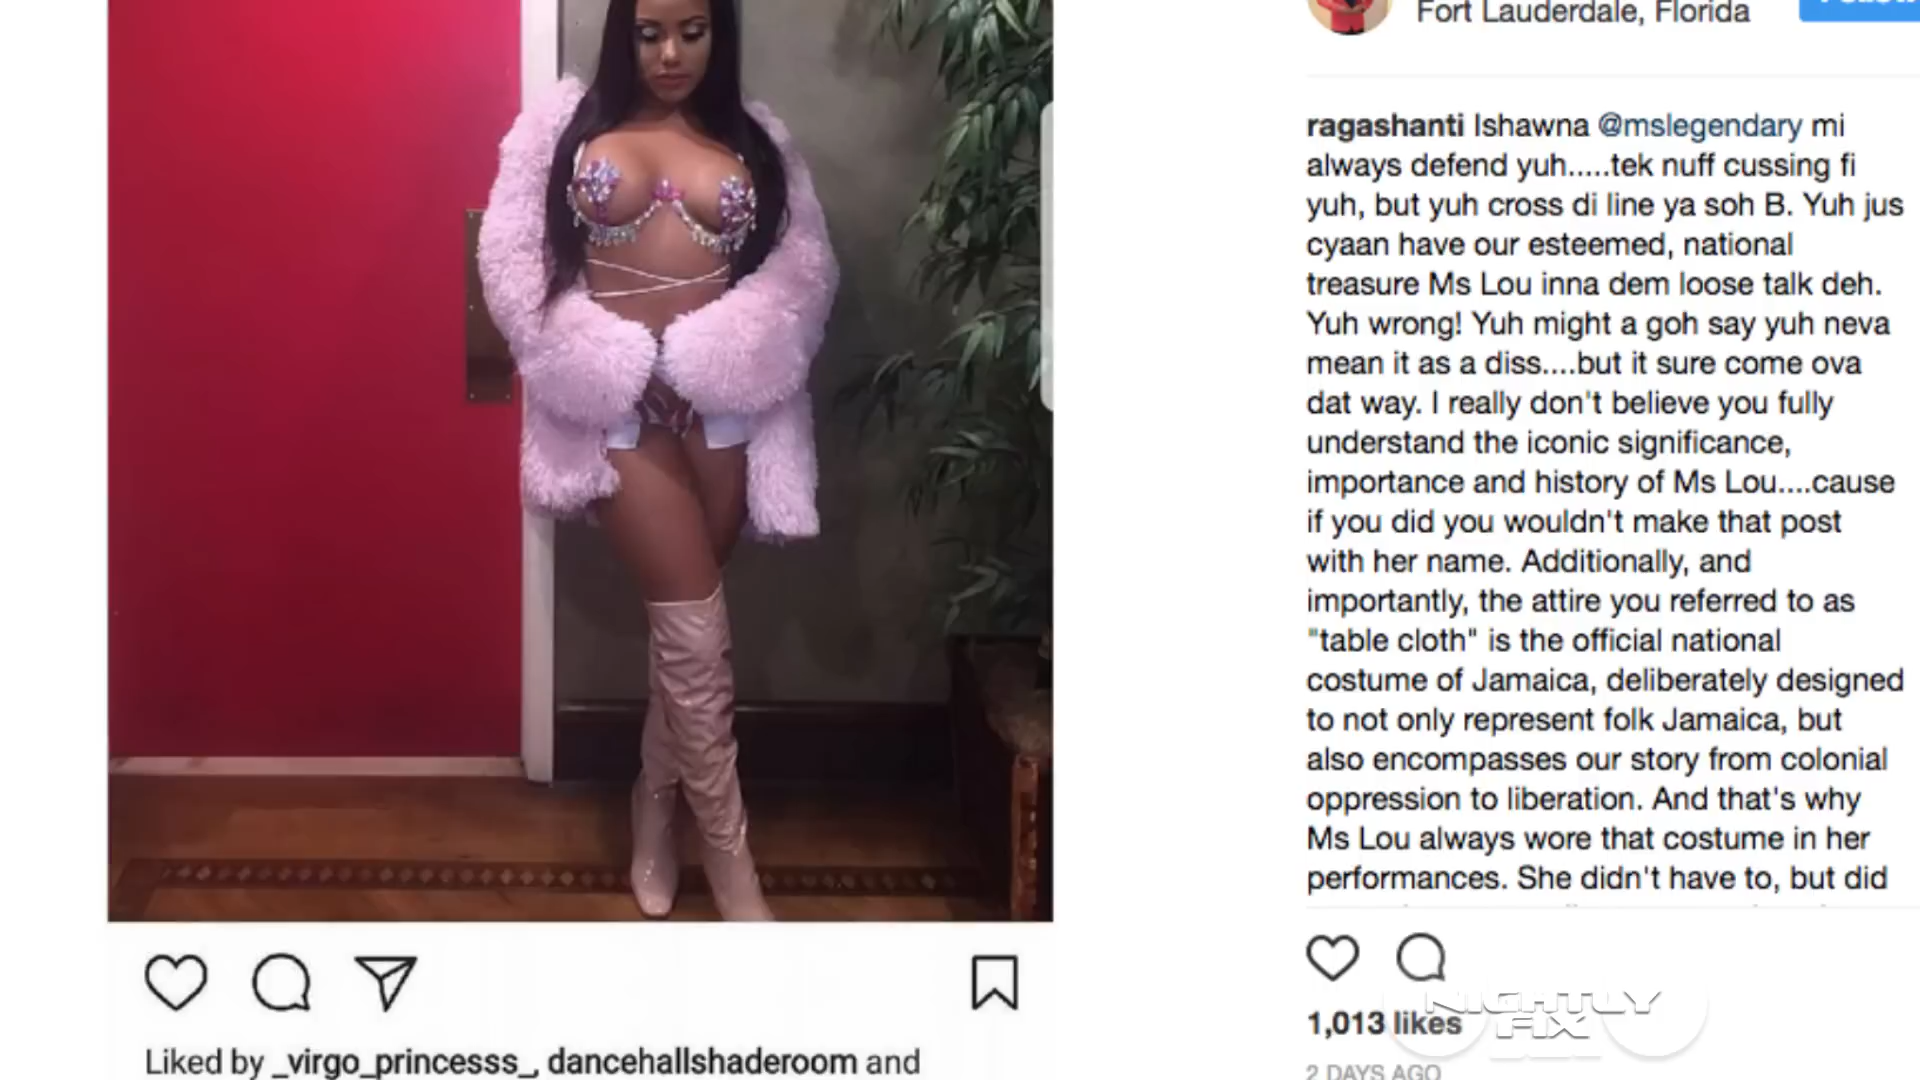 Fort Lauderdale, Florida
ragashanti Ishawna @mslegendary mi
always defend yuh.....tek nuff cussing fi
yuh, but yuh cross di line ya soh B. Yuh jus
cyaan have our esteemed, national
treasure Ms Lou inna dem loose talk deh.
Yuh wrong! Yuh might a goh say yuh neva
mean it as a diss....but it sure come ova
dat way. I really don't believe you fully
understand the iconic significance,
importance and history of Ms Lou....cause
if you did you wouldn't make that post
with her name. Additionally, and
importantly, the attire you referred to as
"table cloth" is the official national
costume of Jamaica, deliberately designed
to not only represent folk Jamaica, but
also encompasses our story from colonial
oppression to liberation. And that's why
Ms Lou always wore that costume in her
performances. She didn't have to, but did
1,013 likes
2 DAYS AGO
NIGHTLY
FIX
Liked by _virgo_princesss_, dancehallshaderoom and